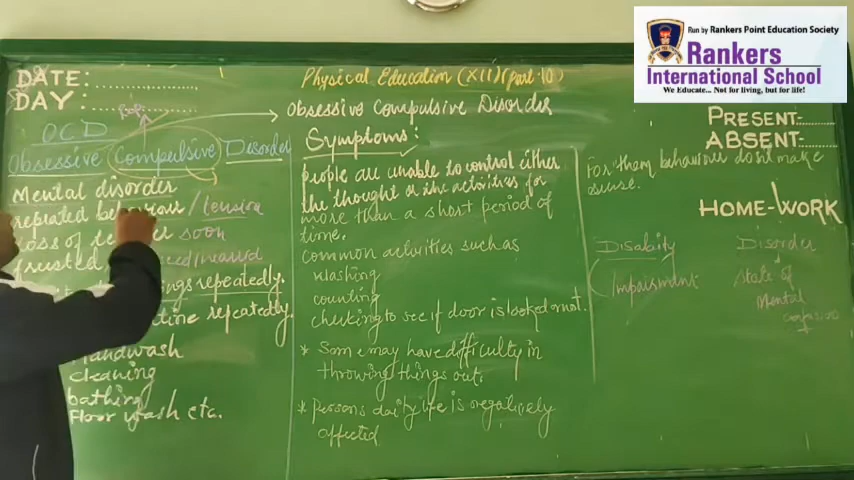 Run by Rankers Point Education Society
Rankers
International School
We Educate... Not for living, but for life!
DATE:
DAY
OCD
Obsessive Compulsive Disorder
Mental disorder
repeated behaviour / tension
loss of soon
repeatedly.
repeatedly.
Handwash
cleaning
bathing
Floor wash etc.
Physical Education (XII) (Part-10)
Obsessive Compulsive Disorder
Symptoms:
People are unable to control either
the thought or the activities for
more than a short period of
time.
Common activities such as
washing
counting
checking to see if door is locked or not.
* Some may have difficulty in
throwing things out.
* Persons daily life is negatively
affected
PRESENT-
ABSENT-
For them behaviour don't make
sense.
HOME-WORK
Disability
Impairment
Disorder
State of
Mental